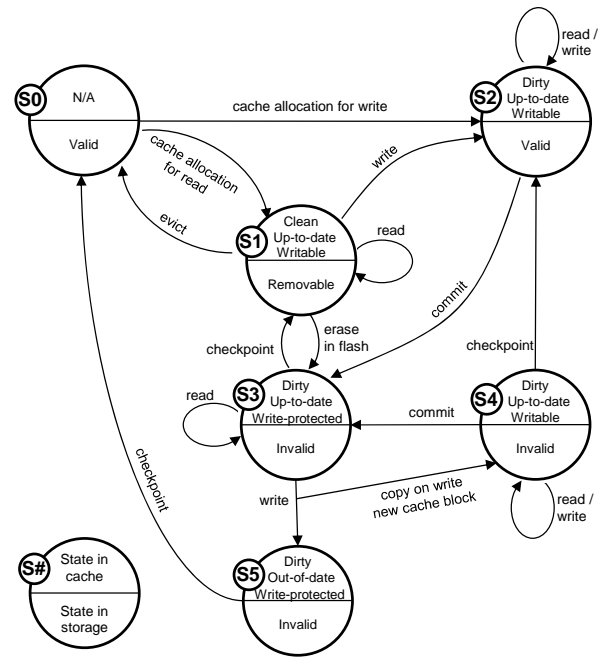 read /
write
S0
N/A
Valid
cache allocation for write
S2
Dirty
Up-to-date
Writable
Valid
cache allocation
for read
write
evict
S1
Clean
Up-to-date
Writable
Removable
read
commit
checkpoint
erase
in flash
checkpoint
read
S3
Dirty
Up-to-date
Write-protected
Invalid
commit
S4
Dirty
Up-to-date
Writable
Invalid
checkpoint
write
copy on write
new cache block
read /
write
S#
State in
cache
State in
storage
S5
Dirty
Out-of-date
Write-protected
Invalid